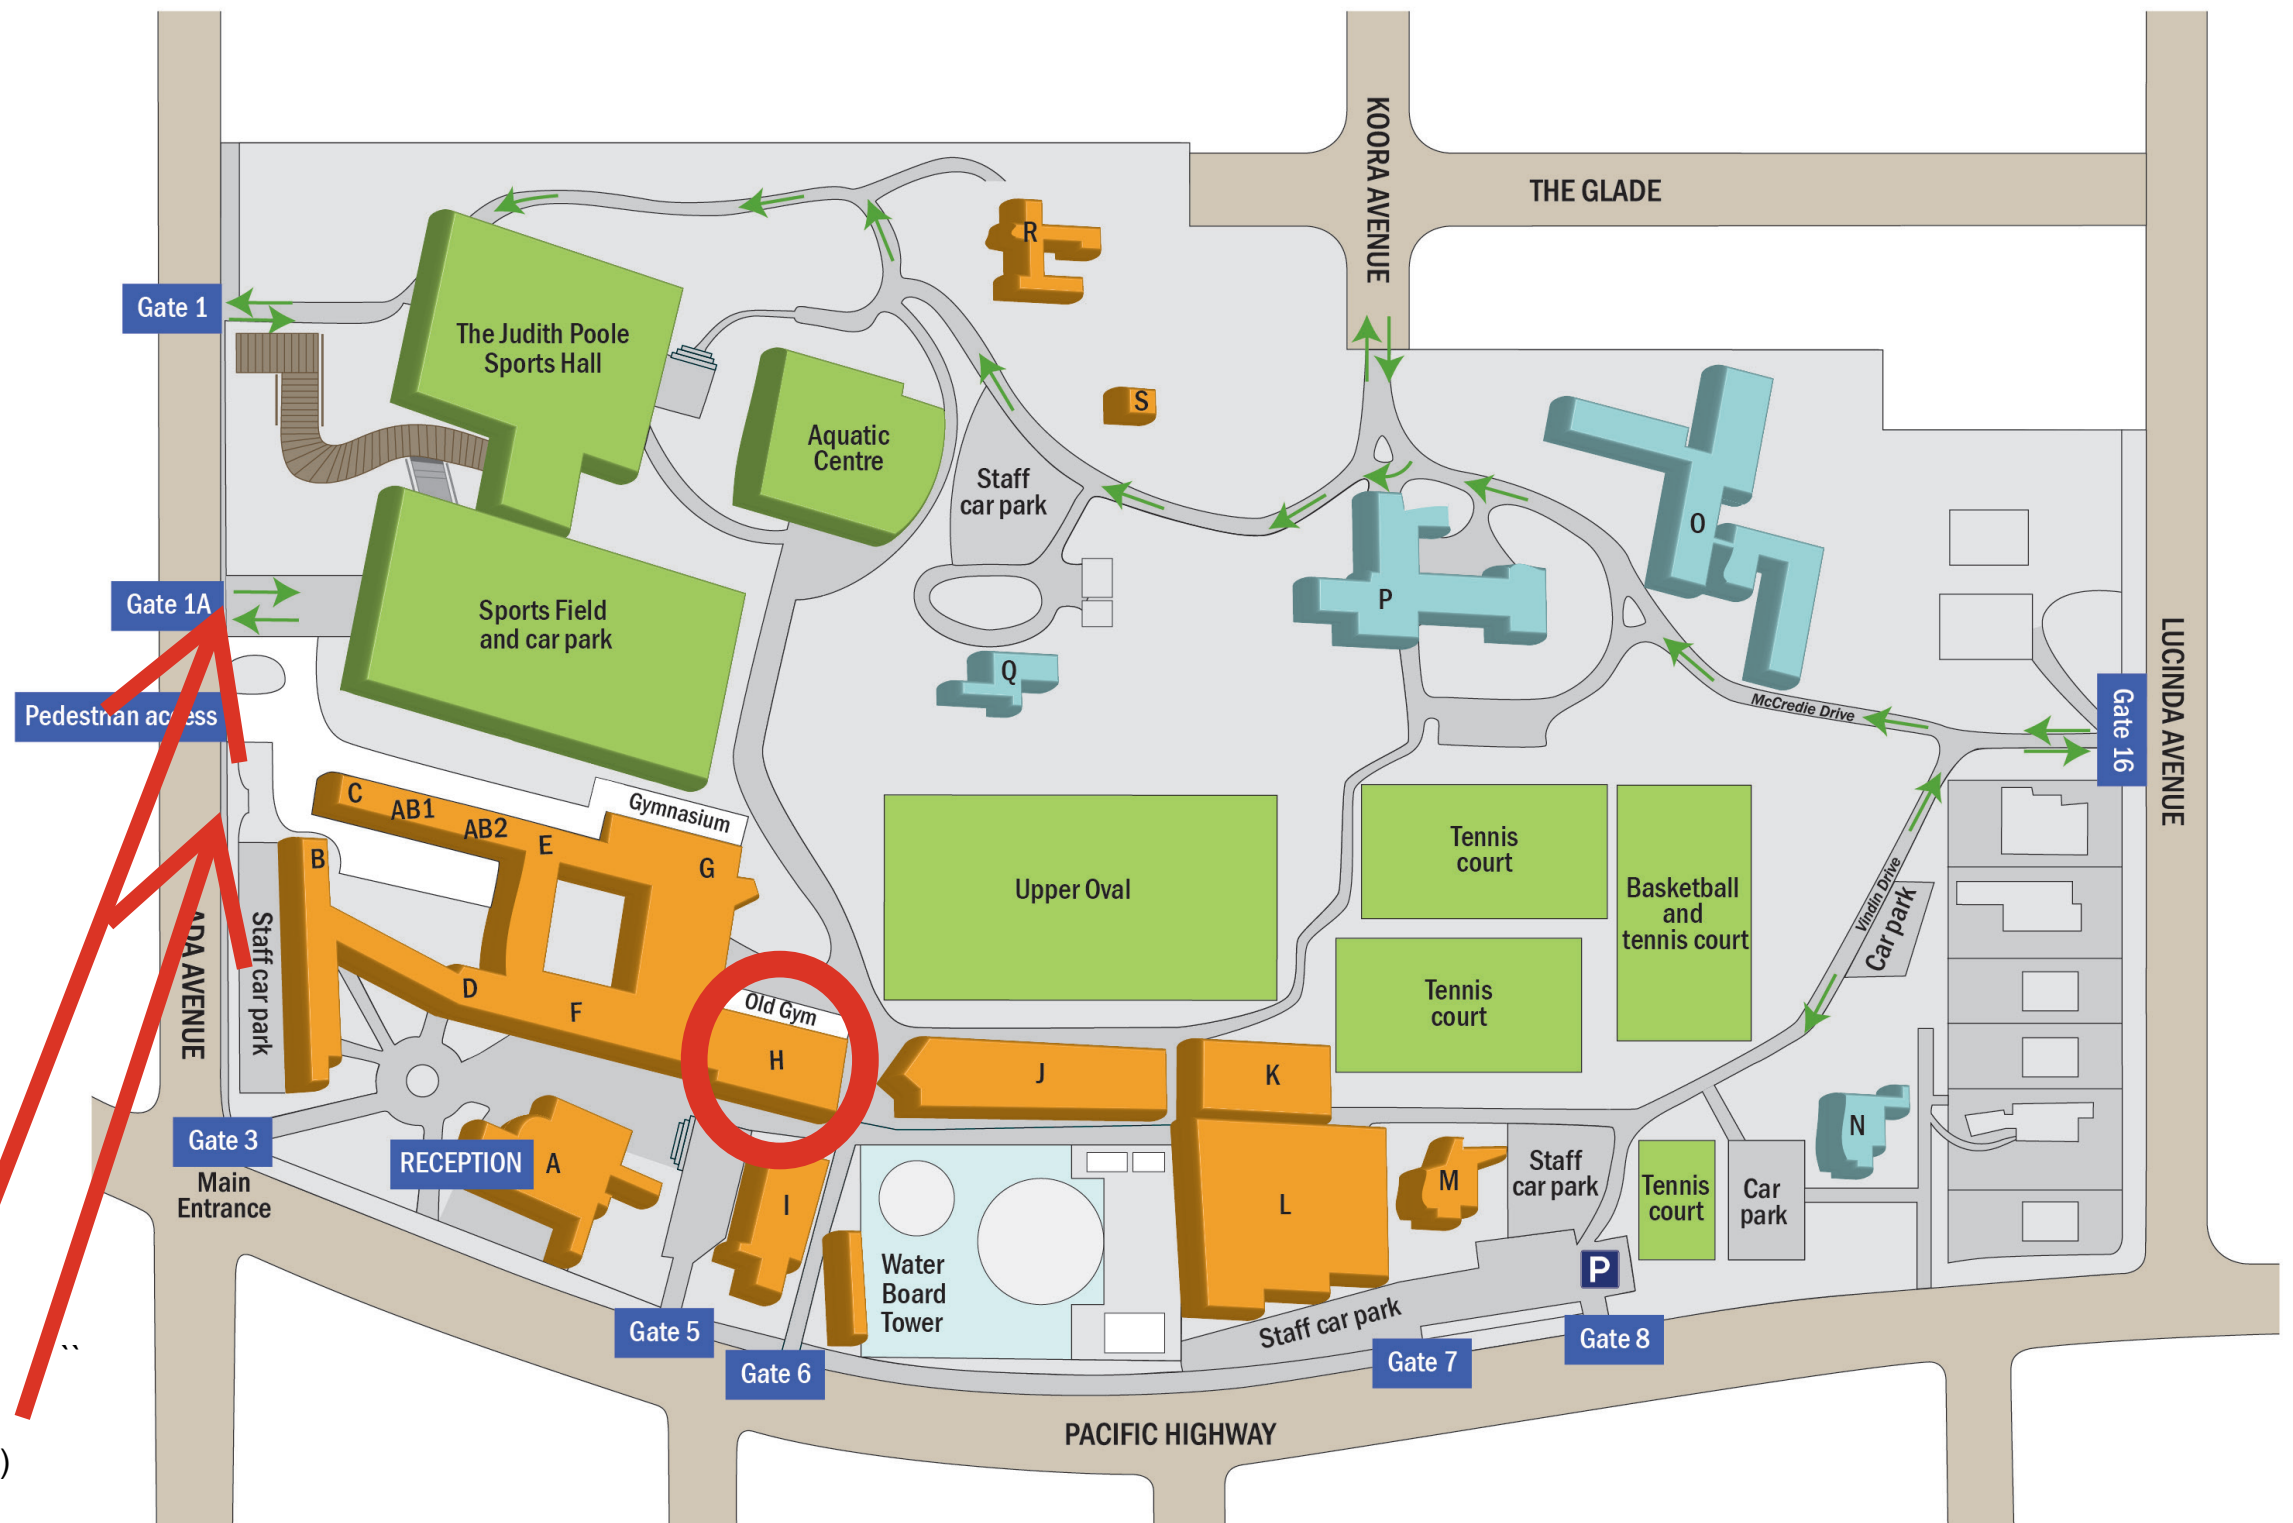 KOORA AVENUE
THE GLADE
R
Gate 1
The Judith Poole
Sports Hall
S
Aquatic
Centre
Staff
car park
O
Gate 1A
Sports Field
and car park
P
Q
LUCINDA AVENUE
Pedestrian access
McCredie Drive
Gate 16
C
AB1
AB2
E
Gymnasium
G
B
Upper Oval
Tennis
court
Basketball
and
tennis court
Vindin Drive
Car park
ADA AVENUE
Staff car park
D
F
Old Gym
H
J
K
Tennis
court
Gate 3
Main
Entrance
RECEPTION
A
I
L
M
Staff
car park
Tennis
court
Car
park
N
Water
Board
Tower
P
Staff car park
Gate 5
Gate 6
Gate 7
Gate 8
``
PACIFIC HIGHWAY
)